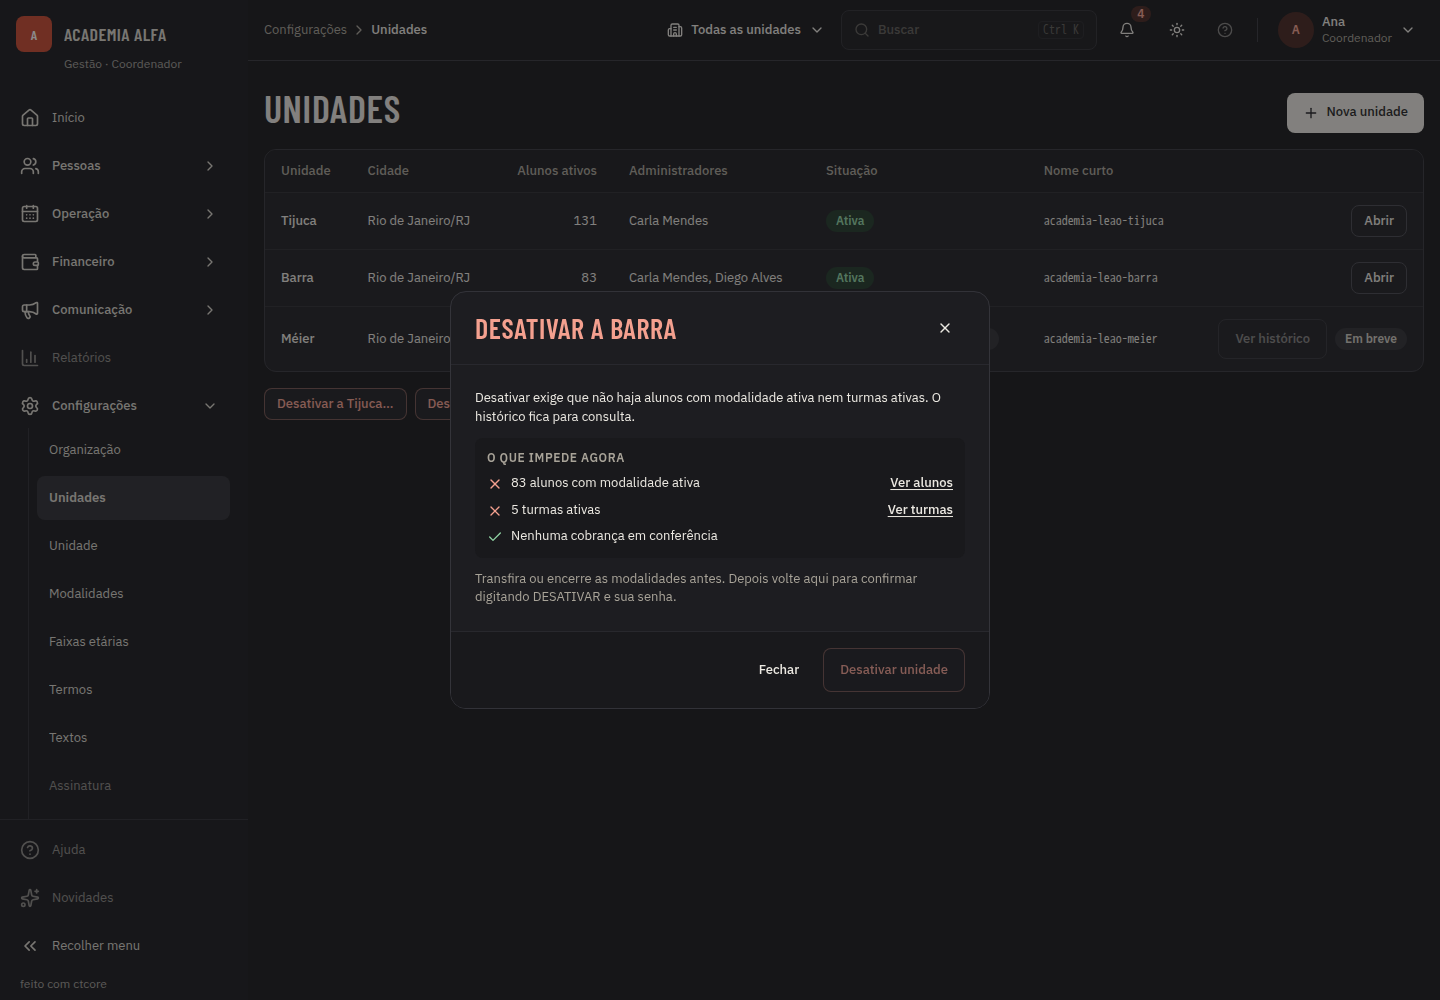 A
ACADEMIA ALFA
Gestão - Coordenador
Início
Pessoas
Operação
Financeiro
Comunicação
Relatórios
Configurações
Organização
Unidades
Unidade
Modalidades
Faixas etárias
Termos
Textos
Assinatura
Ajuda
Novidades
Recolher menu
feito com ctcore
Configurações > Unidades
Todas as unidades
Buscar
Ctrl K
4
A
Ana
Coordenador
UNIDADES
+ Nova unidade
Unidade Cidade Alunos ativos Administradores Situação Nome curto
Tijuca Rio de Janeiro/RJ 131 Carla Mendes Ativa academia-leao-tijuca Abrir
Barra Rio de Janeiro/RJ 83 Carla Mendes, Diego Alves Ativa academia-leao-barra Abrir
Méier Rio de Janeiro academia-leao-meier Ver histórico Em breve
Desativar a Tijuca...
Des
DESATIVAR A BARRA
Desativar exige que não haja alunos com modalidade ativa nem turmas ativas. O
histórico fica para consulta.
O QUE IMPEDE AGORA
83 alunos com modalidade ativa Ver alunos
5 turmas ativas Ver turmas
Nenhuma cobrança em conferência
Transfira ou encerre as modalidades antes. Depois volte aqui para confirmar
digitando DESATIVAR e sua senha.
Fechar
Desativar unidade